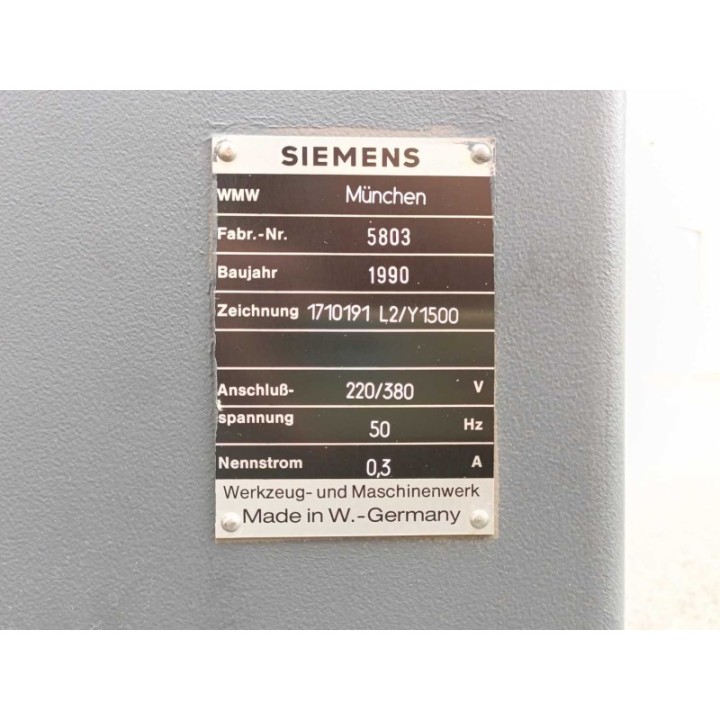 SIEMENS
WMW München
Fabr.-Nr. 5803
Baujahr 1990
Zeichnung 1710191 L2/Y1500
Anschluß- 220/380 V
spannung 50 Hz
Nennstrom 0,3 A
Werkzeug- und Maschinenwerk
Made in W.-Germany